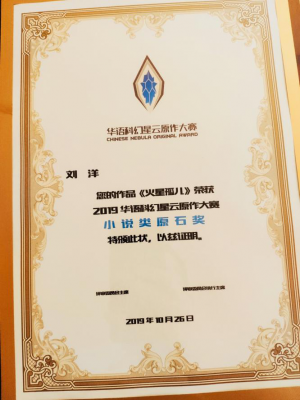 华语科幻星云原作大赛
CHINESE NEBULA ORIGINAL AWARD
刘 洋
您的作品《火星孤儿》荣获
2019 华语科幻星云原作大赛
小说类原石奖
特颁此状，以兹证明。
2019 年 10 月 26 日